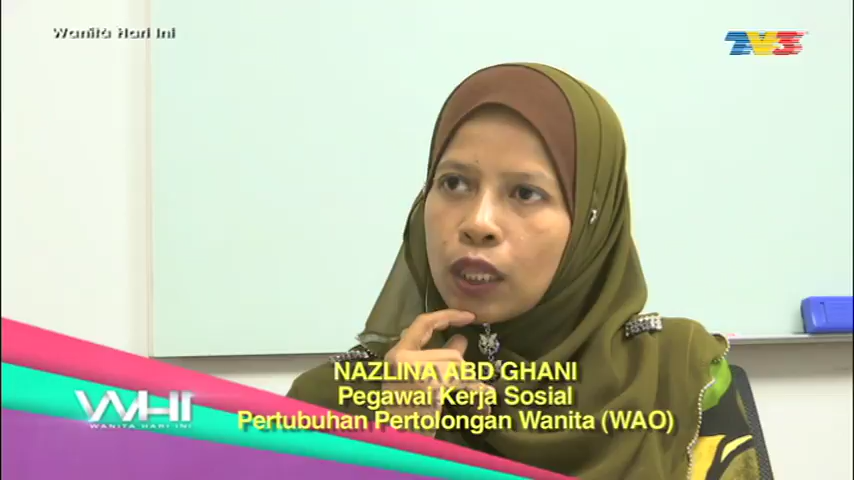 Wanita Hari Ini
TV3
NAZLINA ABD GHANI
Pegawai Kerja Sosial
Pertubuhan Pertolongan Wanita (WAO)
WHI
WANITA HARI INI